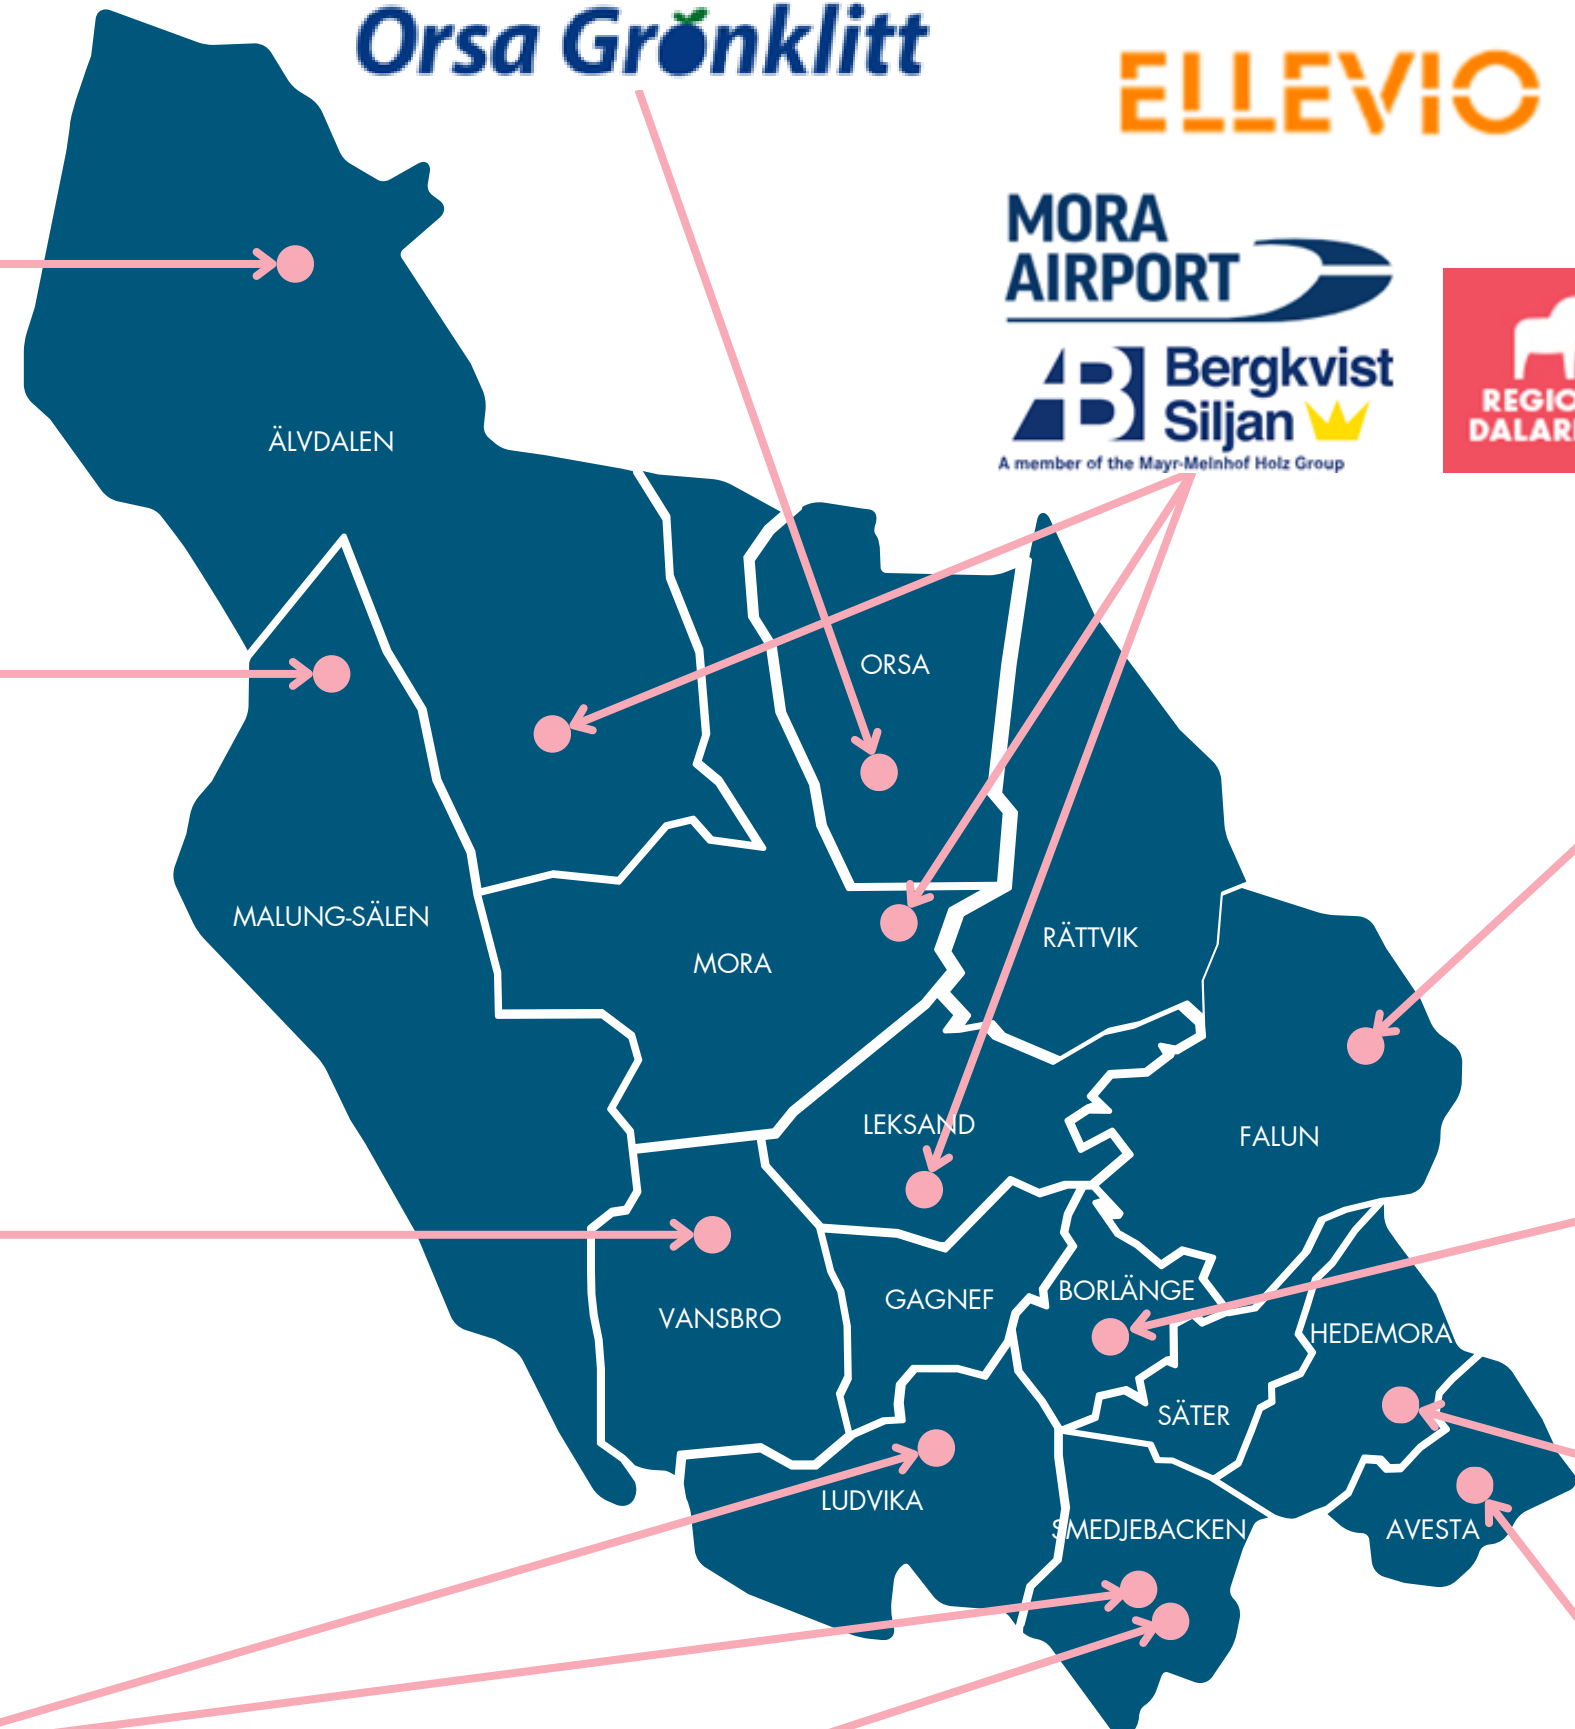 Orsa Grönklitt
ELLEVIO
MORA
AIRPORT
Bergkvist
Siljan
A member of the Mayr-Melnhof Holz Group
ÄLVDALEN
ORSA
MALUNG-SÄLEN
MORA
RÄTTVIK
LEKSAND
FALUN
VANSBRO
GAGNEF
BORLÄNGE
HEDEMORA
SÄTER
LUDVIKA
SMEDJEBACKEN
AVESTA